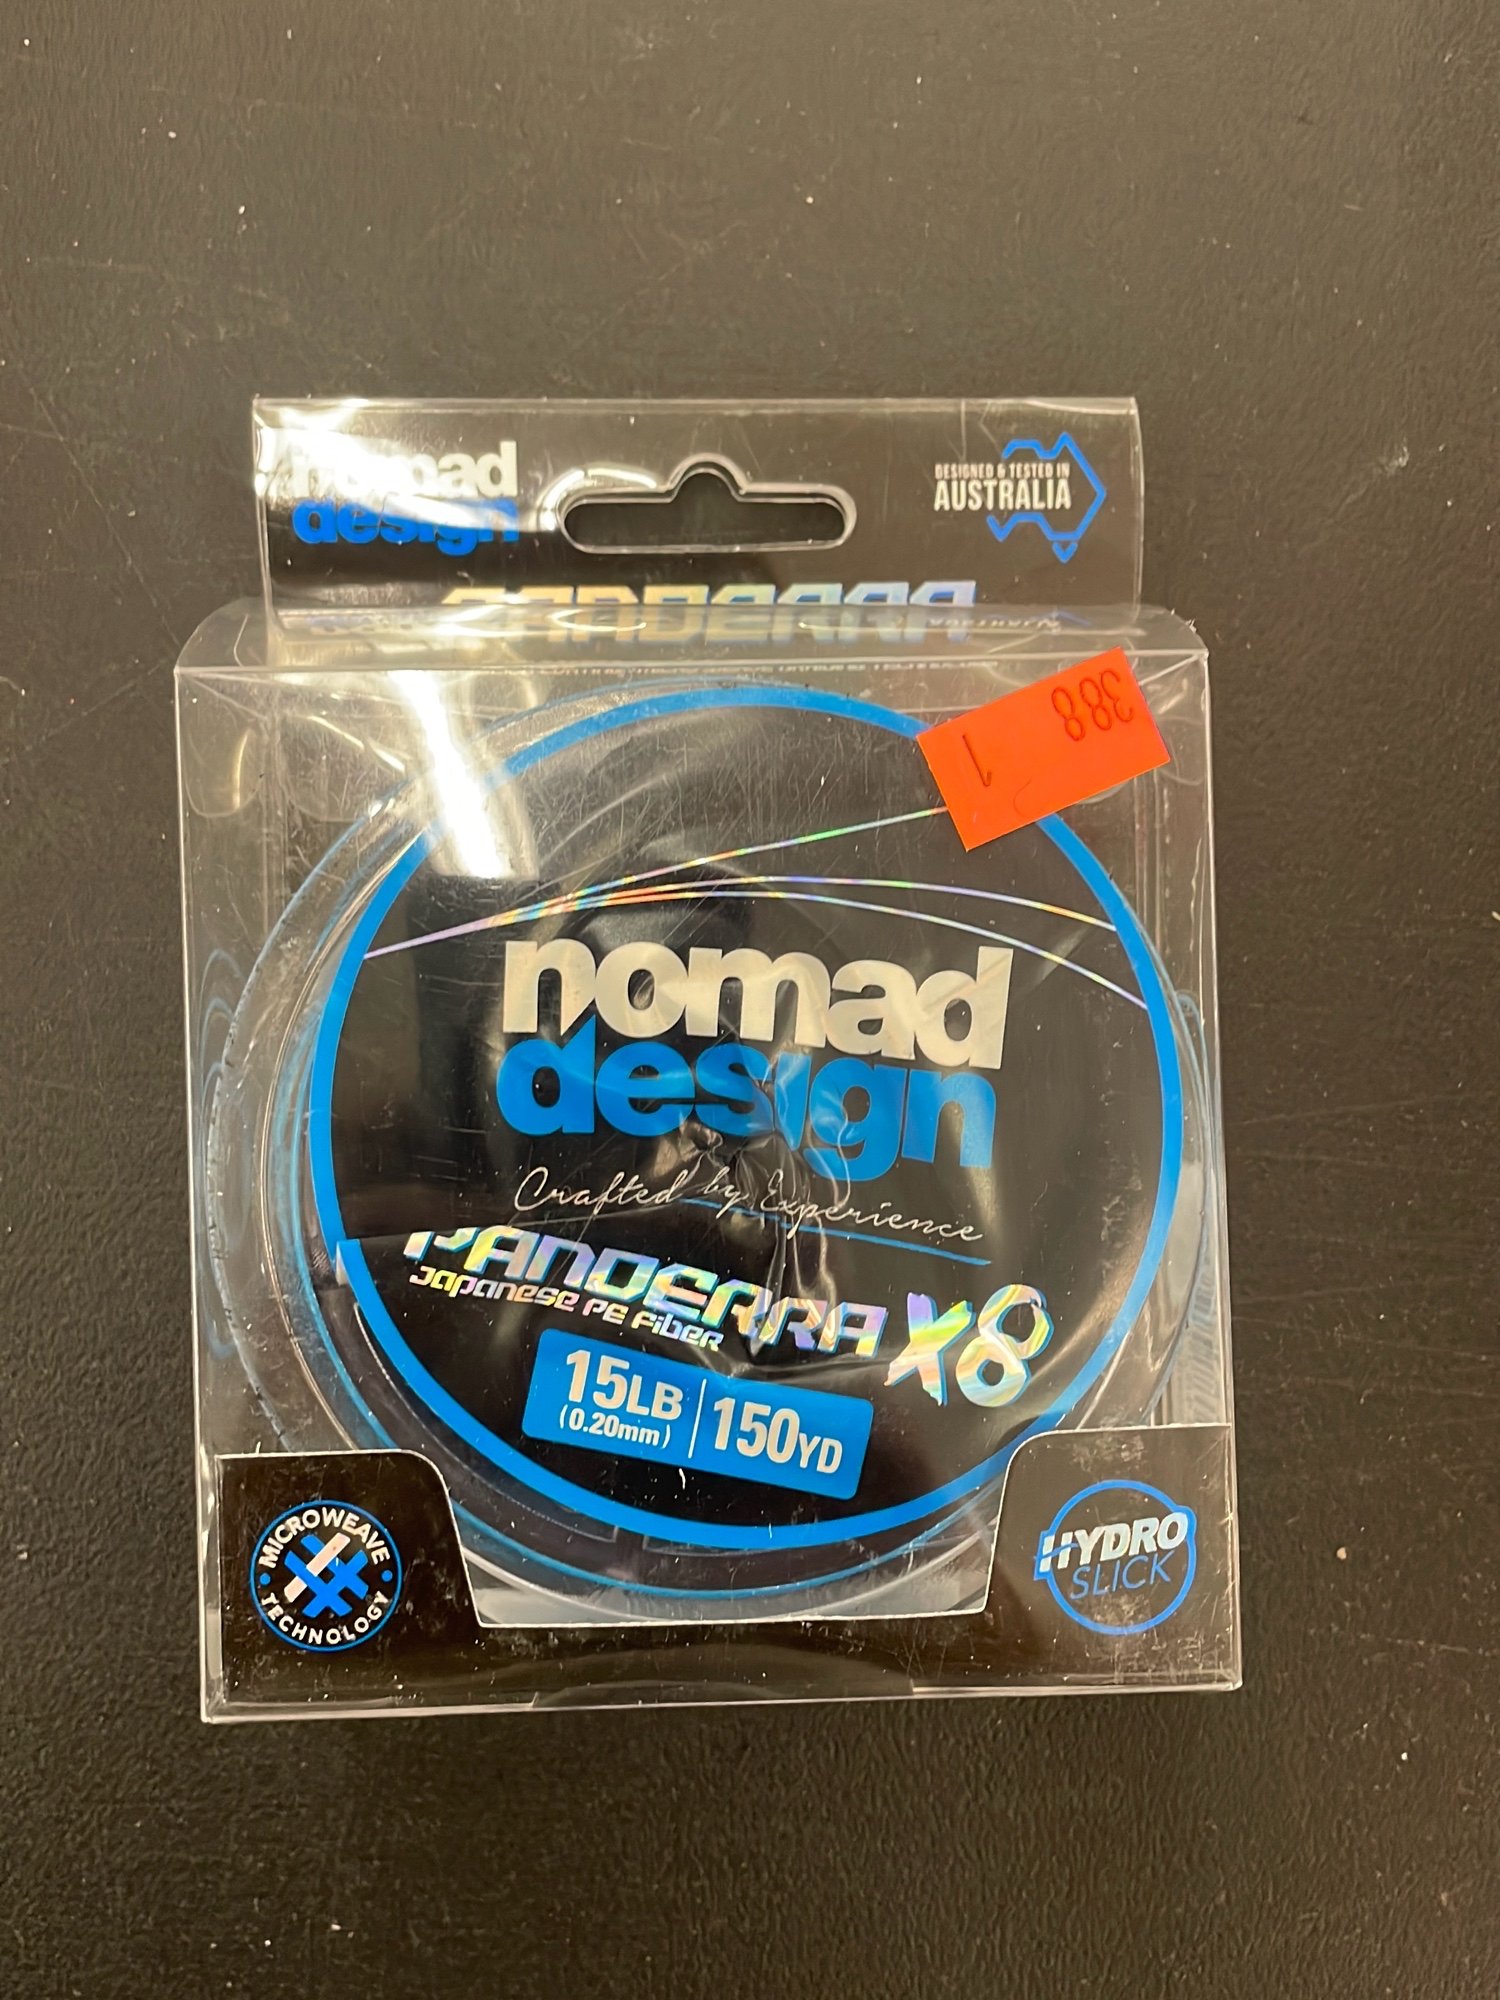 nomad
design
DESIGNED & TESTED IN
AUSTRALIA
PANDERRA
388
1
nomad
design
Crafted by Experience
PANDERRA X8
Japanese PE Fiber
15LB
(0.20mm)
150YD
MICROWEAVE
TECHNOLOGY
HYDRO
SLICK